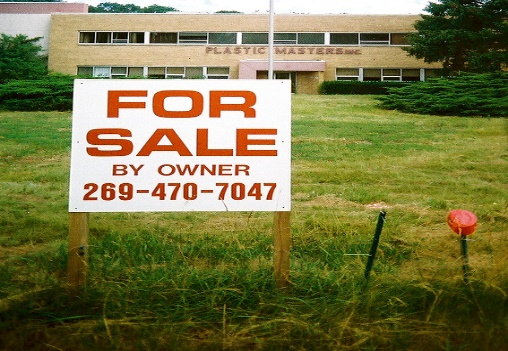 PLASTIC MASTERS INC.
FOR
SALE
BY OWNER
269-470-7047